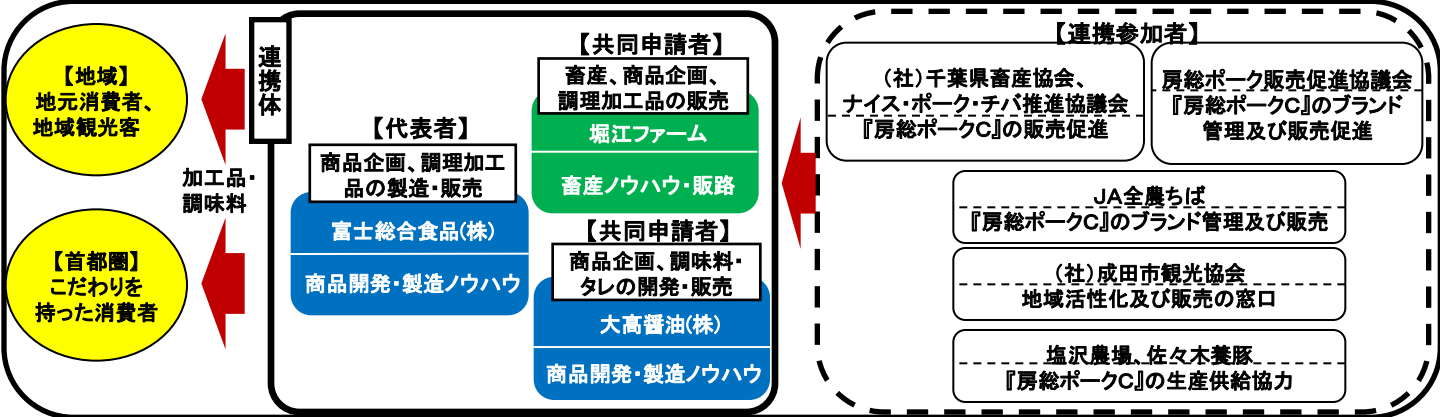 【地域】
地元消費者、
地域観光客
【首都圏】
こだわりを
持った消費者
加工品・
調味料
連携体
【代表者】
商品企画、調理加工
品の製造・販売
富士総合食品(株)
商品開発・製造ノウハウ
【共同申請者】
畜産、商品企画、
調理加工品の販売
堀江ファーム
畜産ノウハウ・販路
【共同申請者】
商品企画、調味料・
タレの開発・販売
大高醤油(株)
商品開発・製造ノウハウ
【連携参加者】
（社）千葉県畜産協会、
ナイス・ポーク・チバ推進協議会
『房総ポークC』の販売促進
房総ポーク販売促進協議会
『房総ポークC』のブランド
管理及び販売促進
JA全農ちば
『房総ポークC』のブランド管理及び販売
（社）成田市観光協会
地域活性化及び販売の窓口
塩沢農場、佐々木養豚
『房総ポークC』の生産供給協力